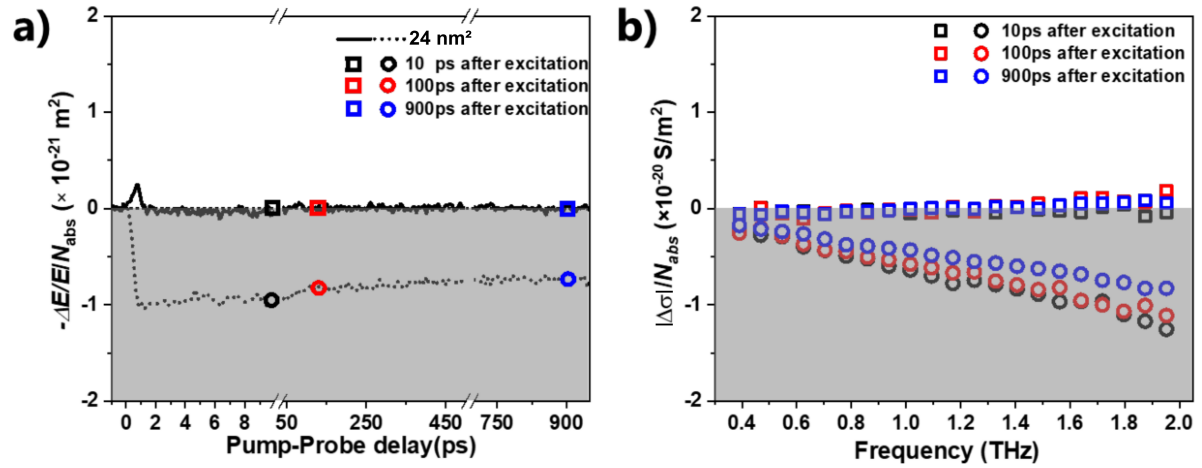 a)
2
1
0
-1
-2
-ΔE/E/N_abs (× 10⁻²¹ m²)
24 nm²
10 ps after excitation
100ps after excitation
900ps after excitation
0 2 4 6 8 50 250 450 750 900
Pump-Probe delay(ps)
b)
2
1
0
-1
-2
|Δσ|/N_abs (×10⁻²⁰ S/m²)
10ps after excitation
100ps after excitation
900ps after excitation
0.4 0.6 0.8 1.0 1.2 1.4 1.6 1.8 2.0
Frequency (THz)